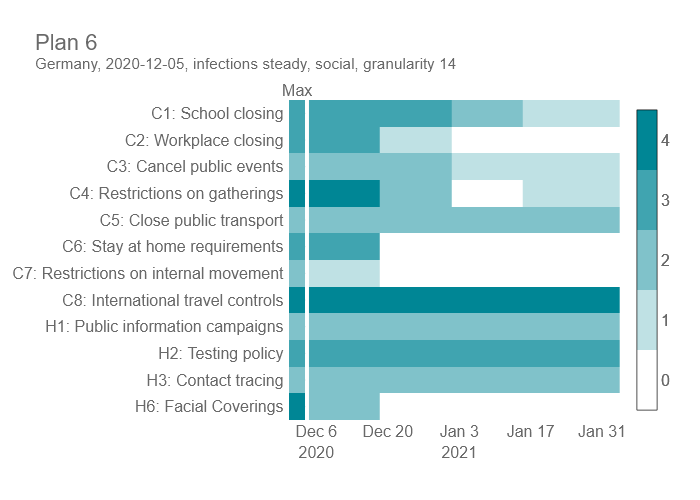 Plan 6
Germany, 2020-12-05, infections steady, social, granularity 14
Max
C1: School closing
C2: Workplace closing
C3: Cancel public events
C4: Restrictions on gatherings
C5: Close public transport
C6: Stay at home requirements
C7: Restrictions on internal movement
C8: International travel controls
H1: Public information campaigns
H2: Testing policy
H3: Contact tracing
H6: Facial Coverings
4
3
2
1
0
Dec 6 Dec 20 Jan 3 Jan 17 Jan 31
2020 2021